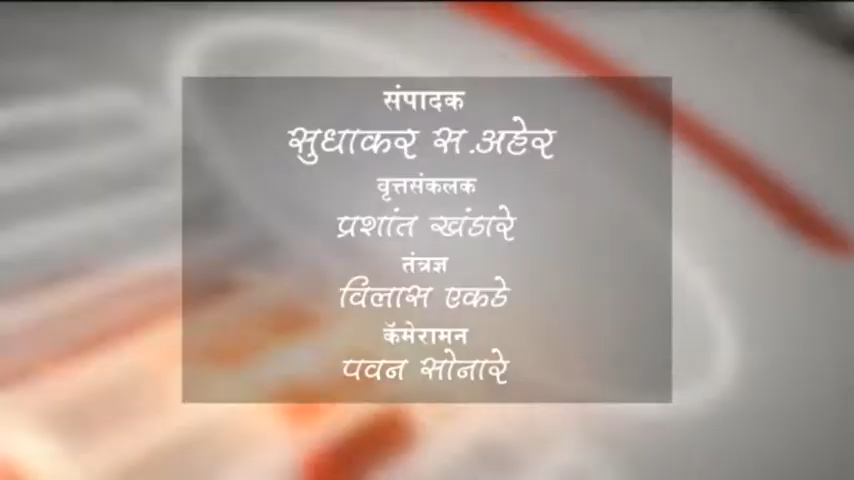 संपादक
सुधाकर स.अहेर
वृत्तसंकलक
प्रशांत खंडारे
तंत्रज्ञ
विलास एकडे
कॅमेरामन
पवन सोनारे